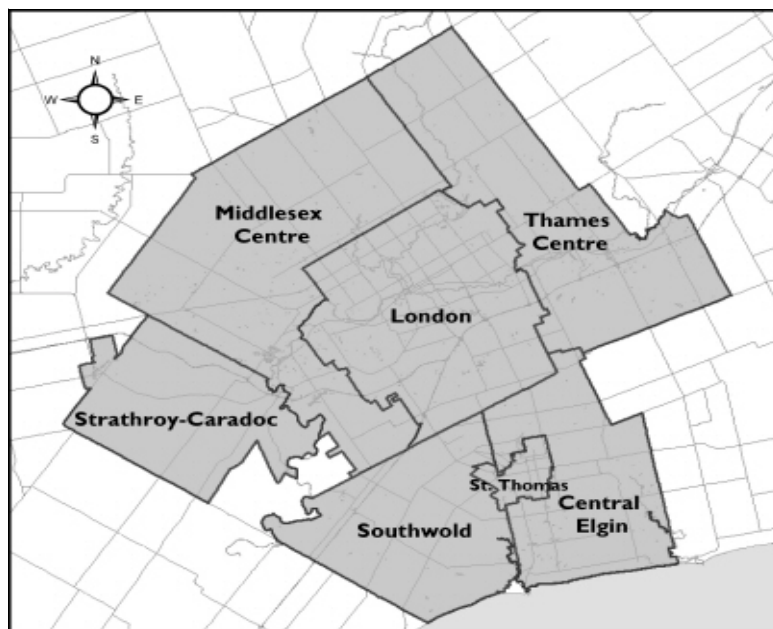 N
W E
S
Middlesex
Centre
Thames
Centre
London
Strathroy-Caradoc
St. Thomas
Central
Elgin
Southwold